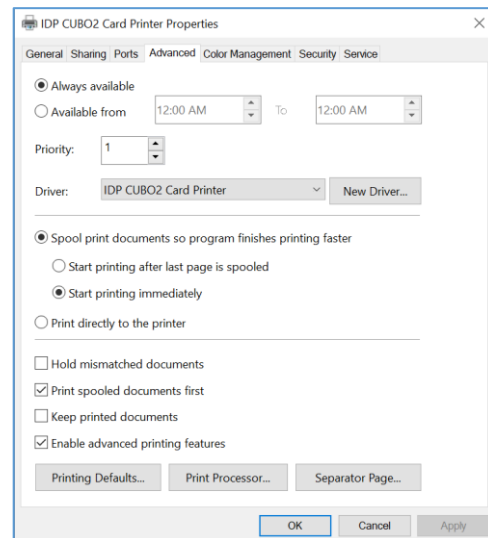 IDP CUBO2 Card Printer Properties
General Sharing Ports Advanced Color Management Security Service
Always available
Available from 12:00 AM To 12:00 AM
Priority: 1
Driver: IDP CUBO2 Card Printer New Driver...
Spool print documents so program finishes printing faster
Start printing after last page is spooled
Start printing immediately
Print directly to the printer
Hold mismatched documents
Print spooled documents first
Keep printed documents
Enable advanced printing features
Printing Defaults... Print Processor... Separator Page...
OK Cancel Apply